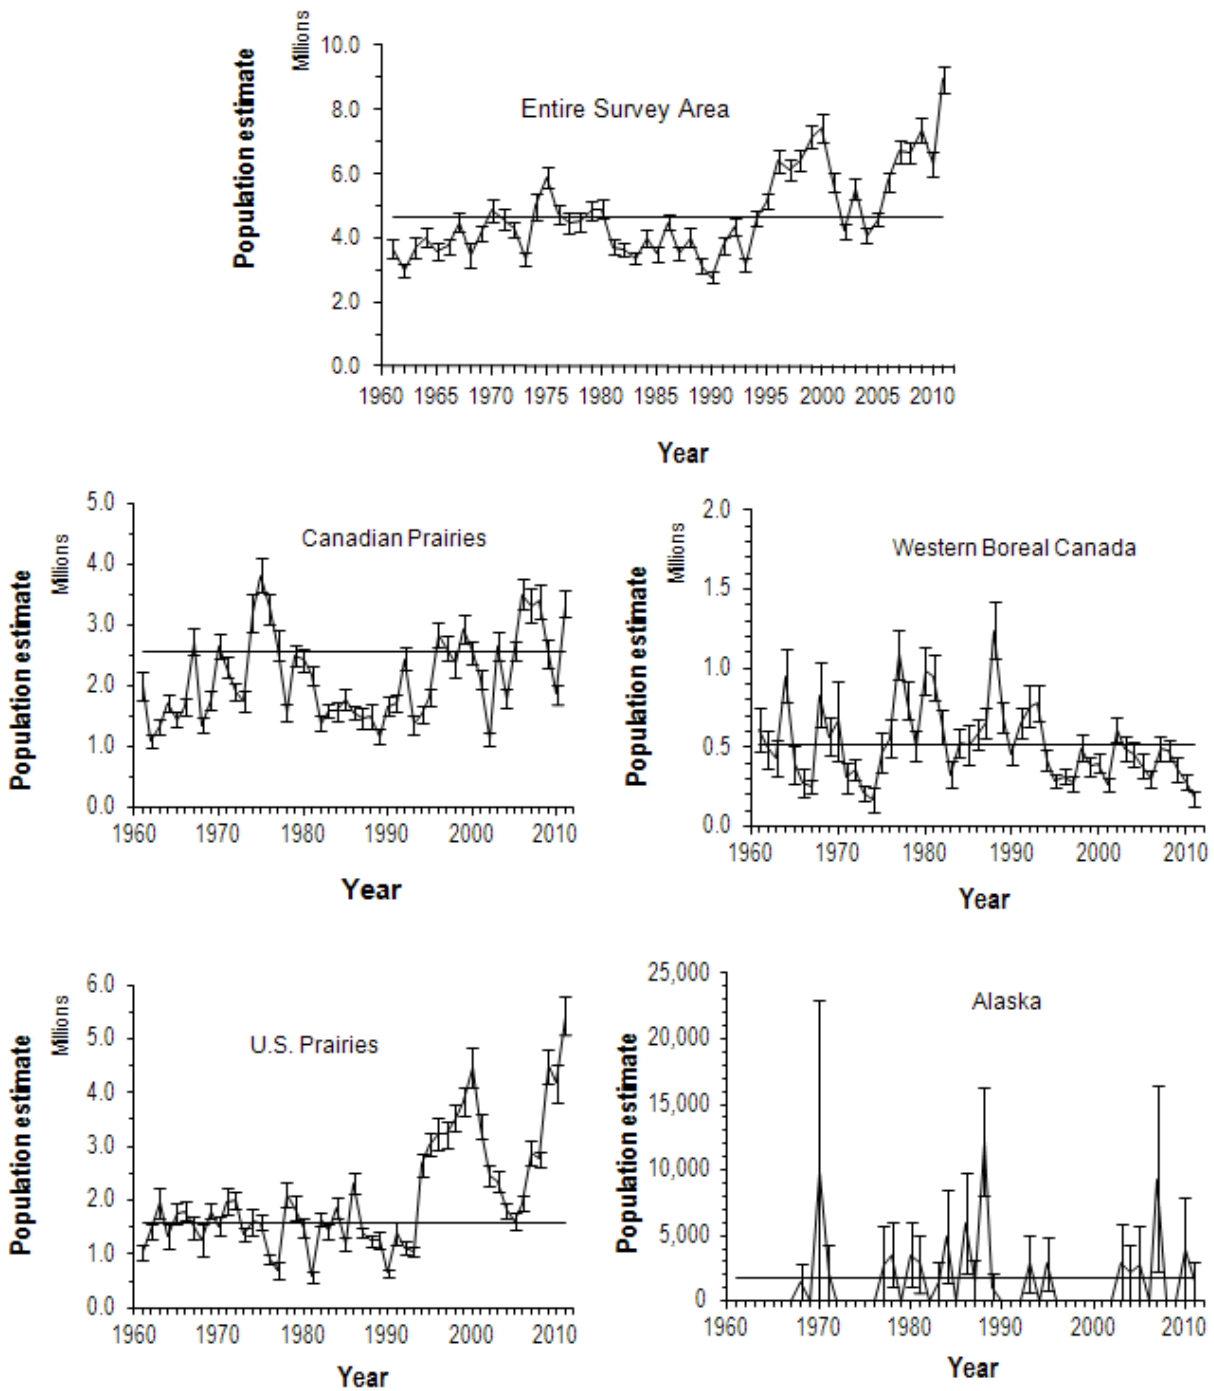 Entire Survey Area
Population estimate
Millions
10.0
8.0
6.0
4.0
2.0
0.0
1960 1965 1970 1975 1980 1985 1990 1995 2000 2005 2010
Year
Canadian Prairies
Population estimate
Millions
5.0
4.0
3.0
2.0
1.0
0.0
1960 1970 1980 1990 2000 2010
Year
Western Boreal Canada
Population estimate
Millions
2.0
1.5
1.0
0.5
0.0
1960 1970 1980 1990 2000 2010
Year
U.S. Prairies
Population estimate
Millions
6.0
5.0
4.0
3.0
2.0
1.0
0.0
1960 1970 1980 1990 2000 2010
Year
Alaska
Population estimate
25,000
20,000
15,000
10,000
5,000
0
1960 1970 1980 1990 2000 2010
Year